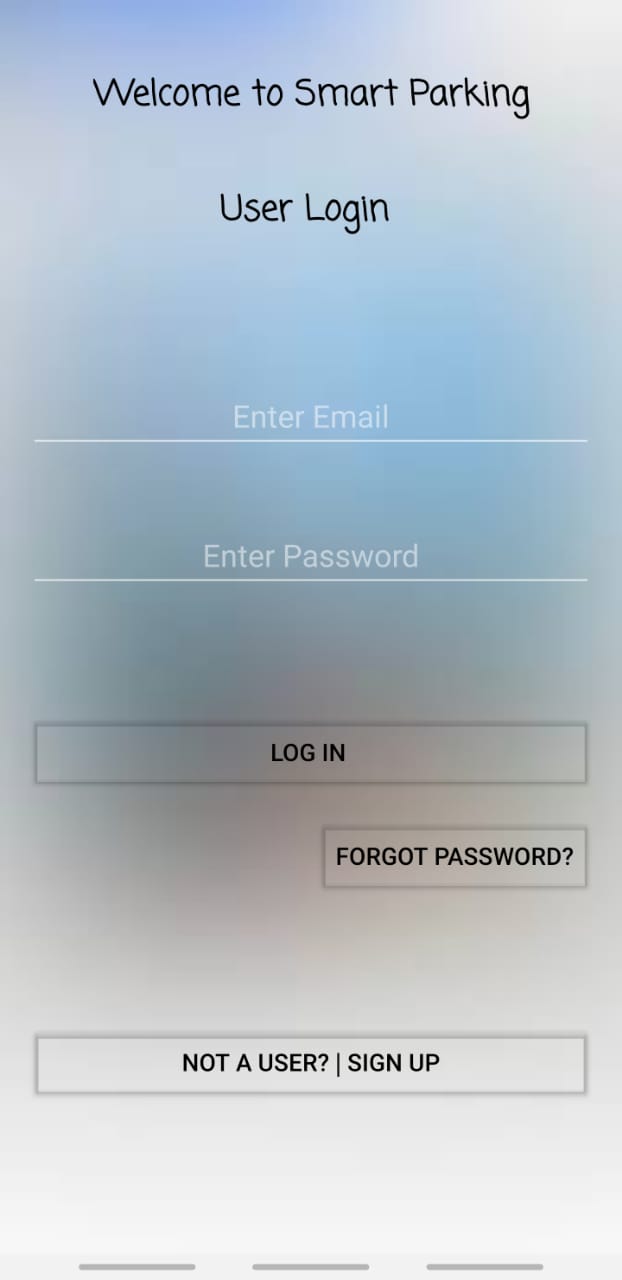 Welcome to Smart Parking
User Login
Enter Email
Enter Password
LOG IN
FORGOT PASSWORD?
NOT A USER? | SIGN UP